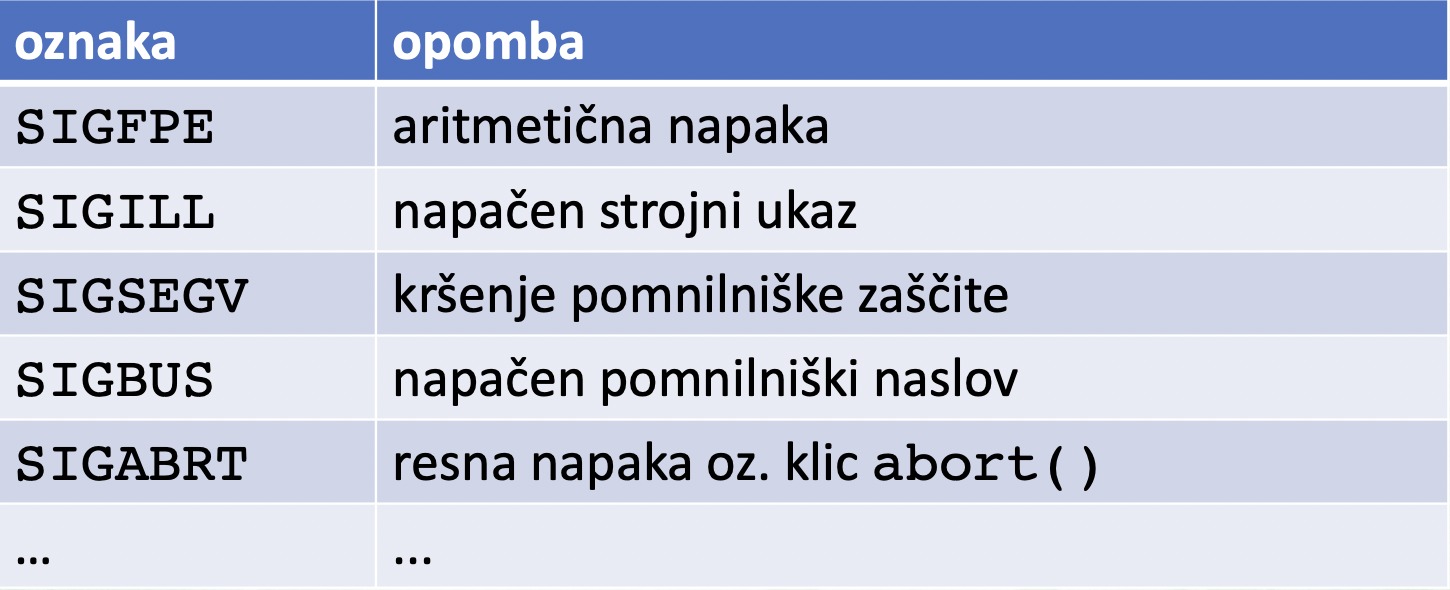 oznaka opomba
SIGFPE aritmetična napaka
SIGILL napačen strojni ukaz
SIGSEGV kršenje pomnilniške zaščite
SIGBUS napačen pomnilniški naslov
SIGABRT resna napaka oz. klic abort()
... ...